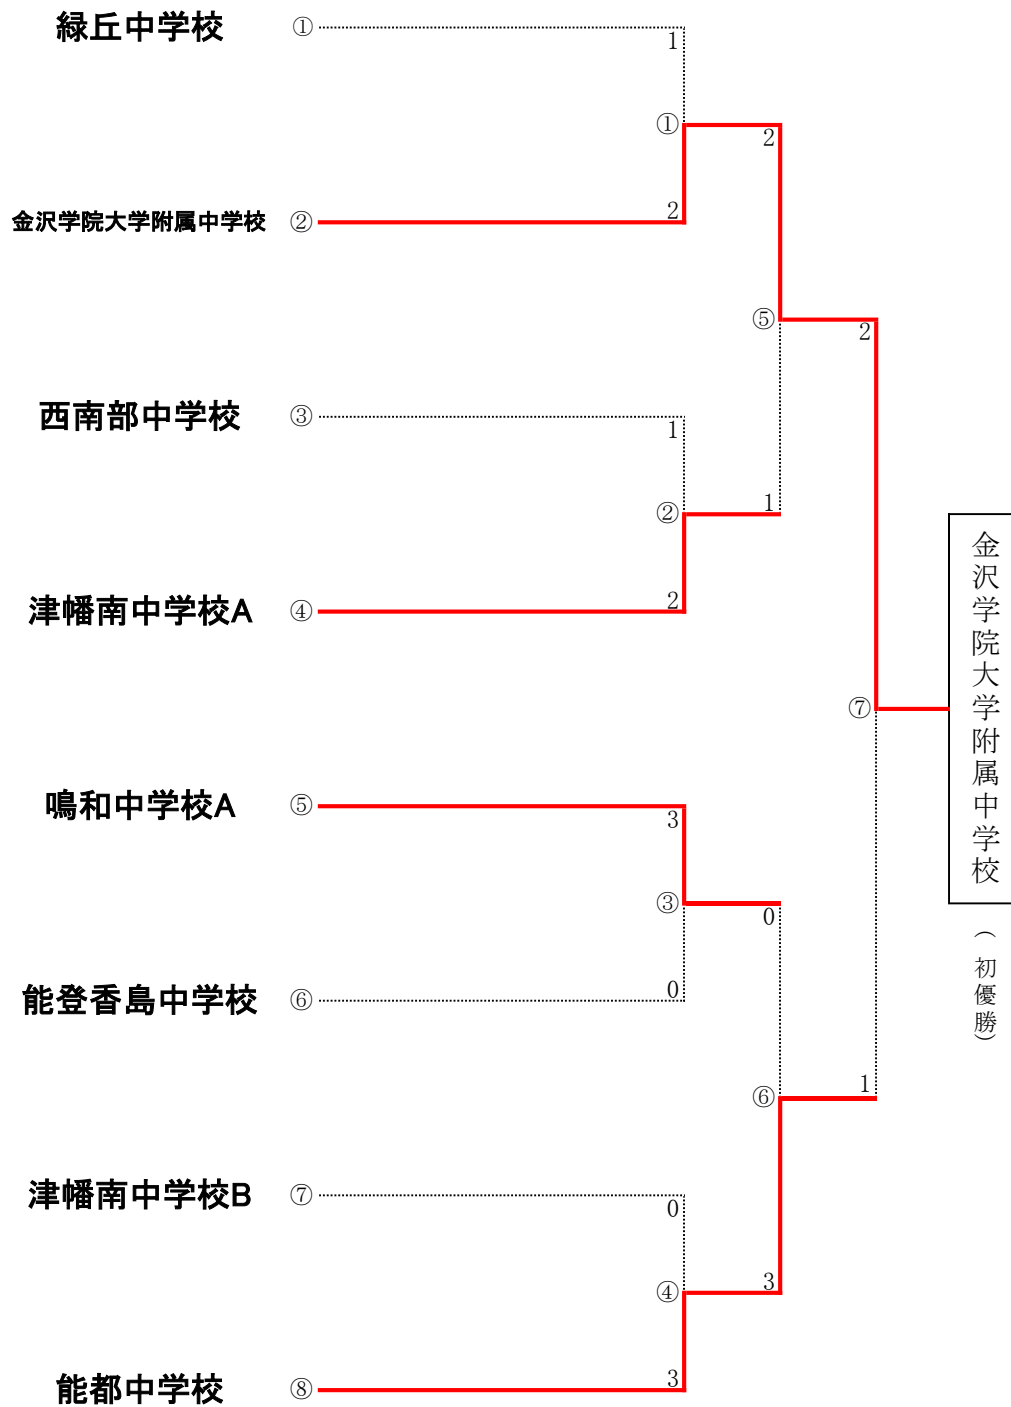 緑丘中学校 ①
1
①
2
金沢学院大学附属中学校 ②
2
⑤
2
西南部中学校 ③
1
②
1
津幡南中学校A ④
2
⑦
金沢学院大学附属中学校
(初優勝)
鳴和中学校A ⑤
3
③
0
能登香島中学校 ⑥
0
⑥
1
津幡南中学校B ⑦
0
④
3
能都中学校 ⑧
3